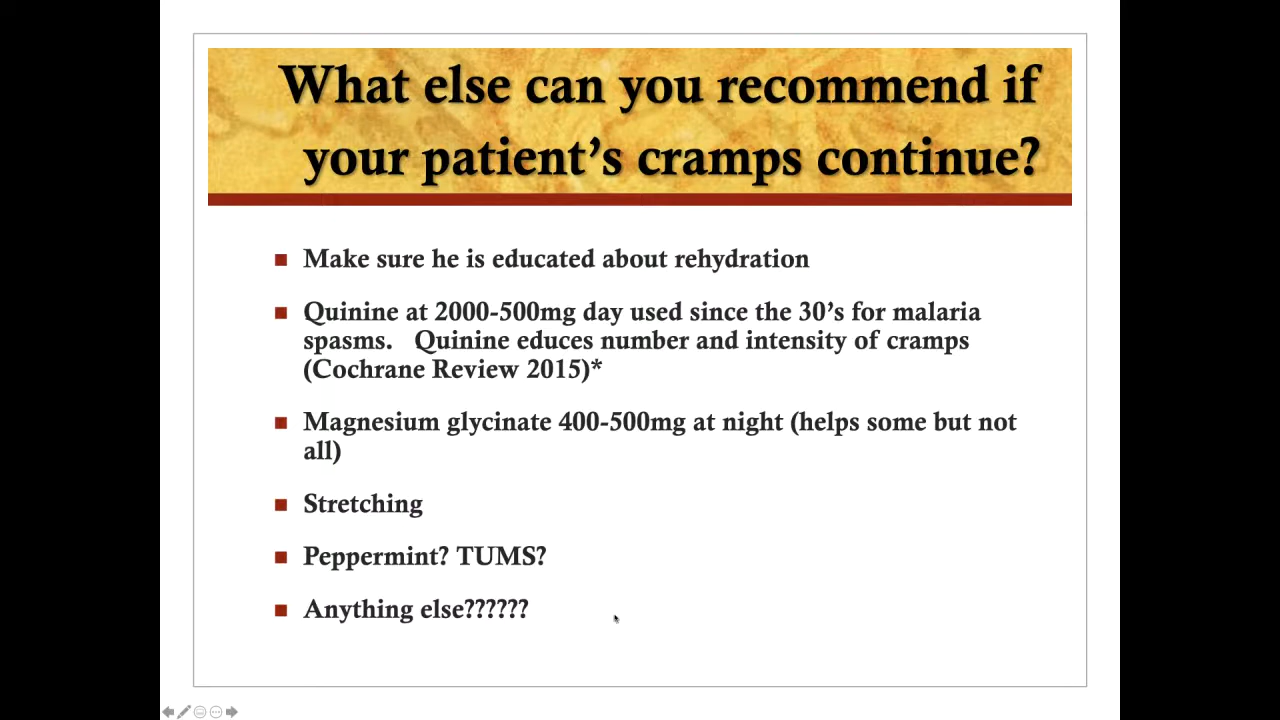 What else can you recommend if
your patient’s cramps continue?
Make sure he is educated about rehydration
Quinine at 2000-500mg day used since the 30’s for malaria
spasms. Quinine educes number and intensity of cramps
(Cochrane Review 2015)*
Magnesium glycinate 400-500mg at night (helps some but not
all)
Stretching
Peppermint? TUMS?
Anything else??????